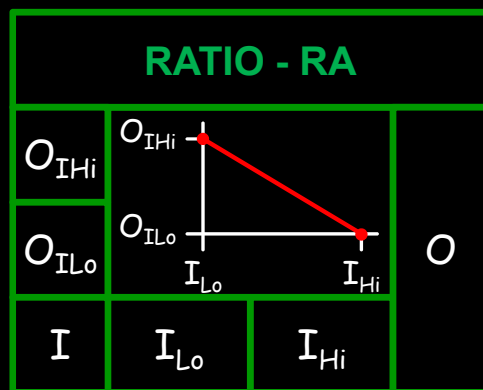 RATIO - RA
O_IHi
O_IHi
O_ILo
O_ILo
O
I_Lo I_Hi
I I_Lo I_Hi